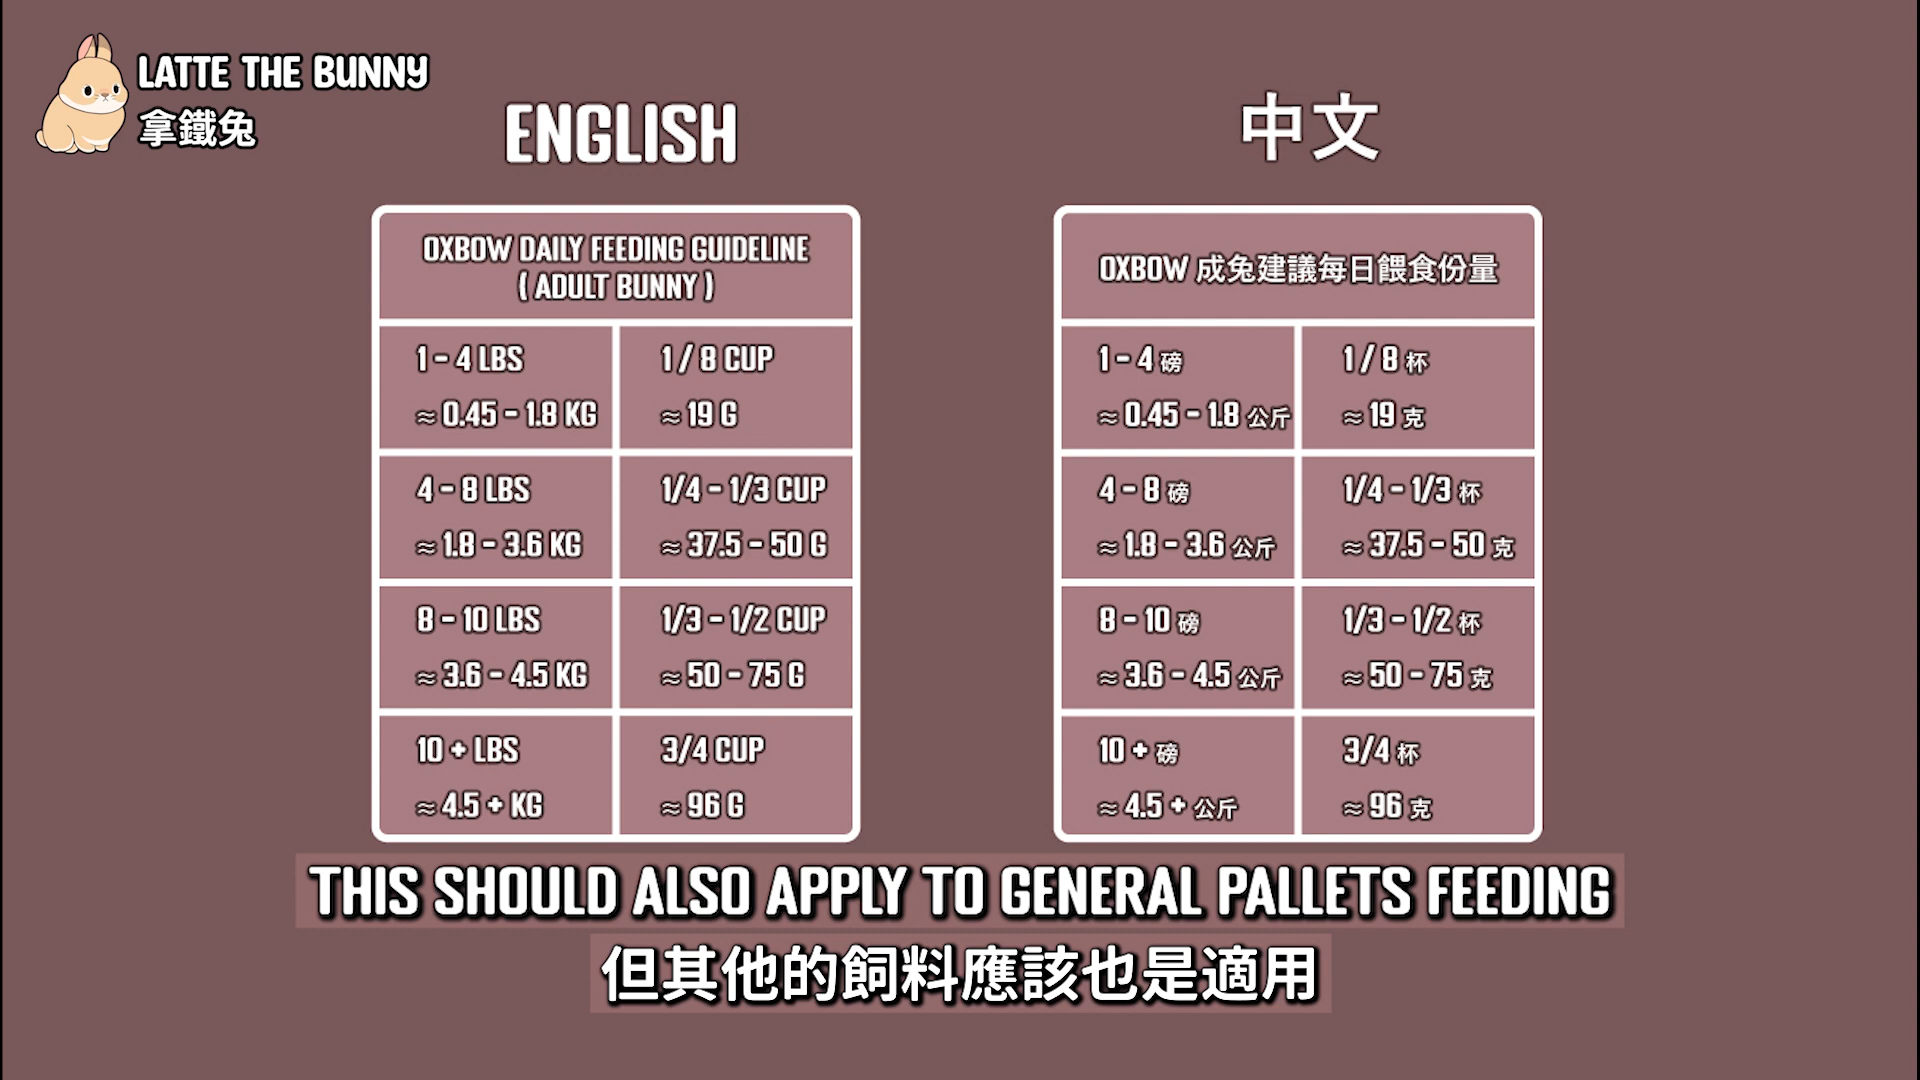 LATTE THE BUNNY
拿鐵兔
ENGLISH
OXBOW DAILY FEEDING GUIDELINE
( ADULT BUNNY )
1 - 4 LBS
≈ 0.45 - 1.8 KG
1 / 8 CUP
≈ 19 G
4 - 8 LBS
≈ 1.8 - 3.6 KG
1/4 - 1/3 CUP
≈ 37.5 - 50 G
8 - 10 LBS
≈ 3.6 - 4.5 KG
1/3 - 1/2 CUP
≈ 50 - 75 G
10 + LBS
≈ 4.5 + KG
3/4 CUP
≈ 96 G
中文
OXBOW 成兔建議每日餵食份量
1 - 4 磅
≈ 0.45 - 1.8 公斤
1 / 8 杯
≈ 19 克
4 - 8 磅
≈ 1.8 - 3.6 公斤
1/4 - 1/3 杯
≈ 37.5 - 50 克
8 - 10 磅
≈ 3.6 - 4.5 公斤
1/3 - 1/2 杯
≈ 50 - 75 克
10 + 磅
≈ 4.5 + 公斤
3/4 杯
≈ 96 克
THIS SHOULD ALSO APPLY TO GENERAL PALLETS FEEDING
但其他的飼料應該也是適用